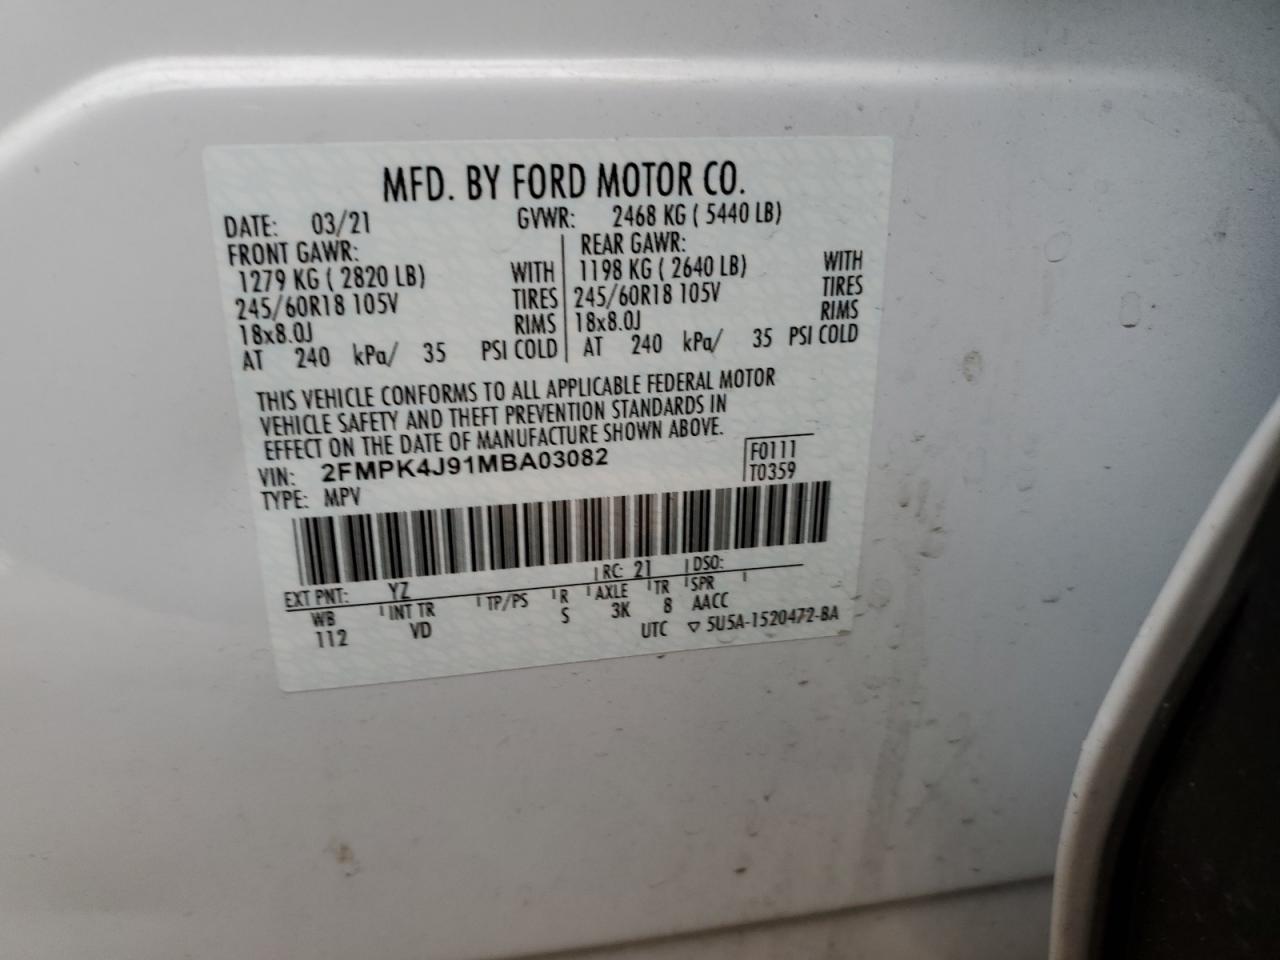 MFD. BY FORD MOTOR CO.
DATE: 03/21 GVWR: 2468 KG ( 5440 LB)
FRONT GAWR: REAR GAWR:
1279 KG ( 2820 LB) WITH 1198 KG ( 2640 LB) WITH
245/60R18 105V TIRES 245/60R18 105V TIRES
18x8.0J RIMS 18x8.0J RIMS
AT 240 kPa/ 35 PSI COLD AT 240 kPa/ 35 PSI COLD
THIS VEHICLE CONFORMS TO ALL APPLICABLE FEDERAL MOTOR
VEHICLE SAFETY AND THEFT PREVENTION STANDARDS IN
EFFECT ON THE DATE OF MANUFACTURE SHOWN ABOVE.
VIN: 2FMPK4J91MBA03082 F0111
TYPE: MPV T0359
EXT PNT: YZ RC: 21 DSO:
WB INT TR TP/PS R AXLE TR SPR
112 VD S 3K 8 AACC
UTC ▽ 5U5A-1520472-BA